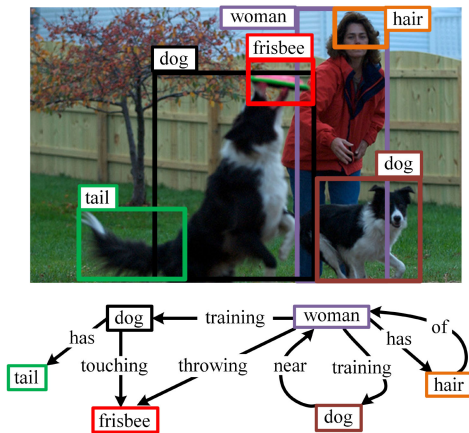 woman
hair
frisbee
dog
dog
tail
dog
training
woman
has
of
has
tail
touching
throwing
near
training
hair
frisbee
dog